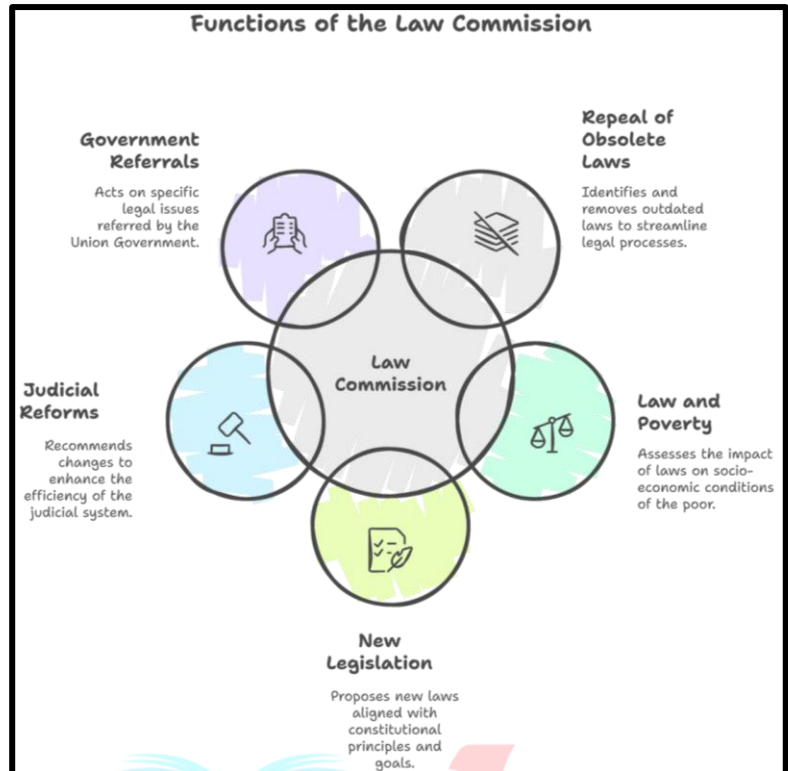 Functions of the Law Commission
Government
Referrals
Acts on specific
legal issues
referred by the
Union Government.
Repeal of
Obsolete
Laws
Identifies and
removes outdated
laws to streamline
legal processes.
Law
Commission
Judicial
Reforms
Recommends
changes to
enhance the
efficiency of the
judicial system.
Law and
Poverty
Assesses the impact
of laws on socio-
economic conditions
of the poor.
New
Legislation
Proposes new laws
aligned with
constitutional
principles and
goals.